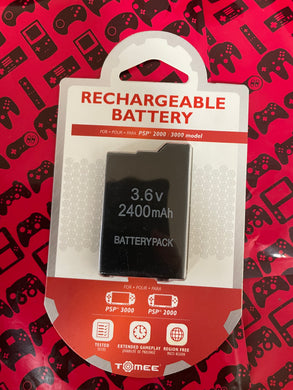 RECHARGEABLE
BATTERY
FOR • POUR • PARA PSP® 2000 / 3000 model
3.6v
2400mAh
BATTERYPACK
FOR • POUR • PARA
PSP® 3000 PSP® 2000
TESTED EXTENDED GAMEPLAY REGION FREE
TOMEE